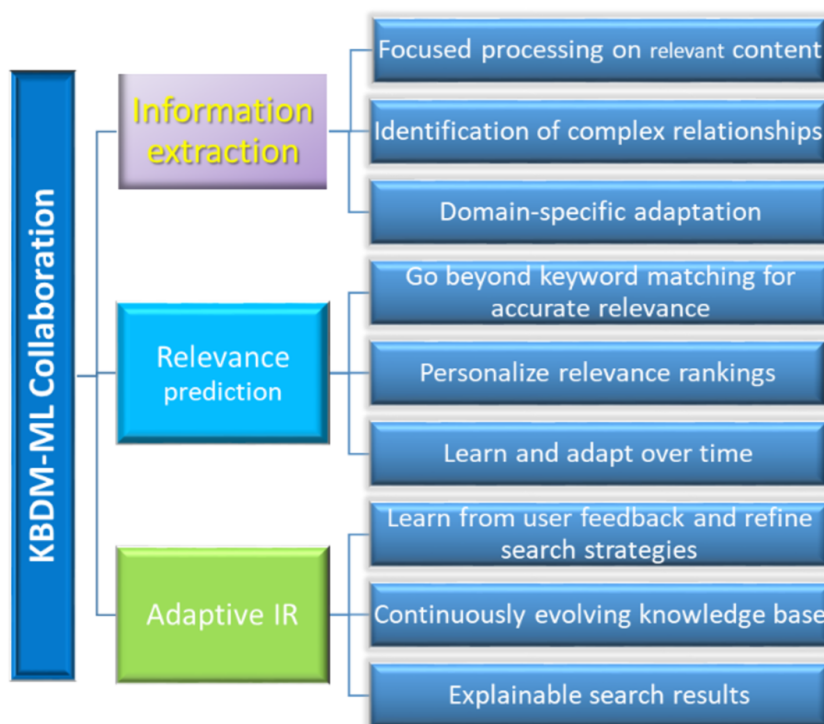 KBDM-ML Collaboration
Information
extraction
Focused processing on relevant content
Identification of complex relationships
Domain-specific adaptation
Relevance
prediction
Go beyond keyword matching for
accurate relevance
Personalize relevance rankings
Learn and adapt over time
Adaptive IR
Learn from user feedback and refine
search strategies
Continuously evolving knowledge base
Explainable search results